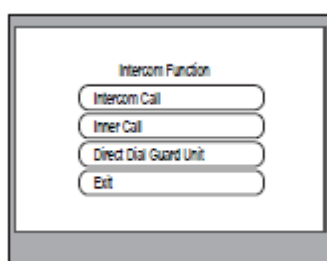 Intercom Function
Intercom Call
Inner Call
Direct Dial Guard Unit
Exit